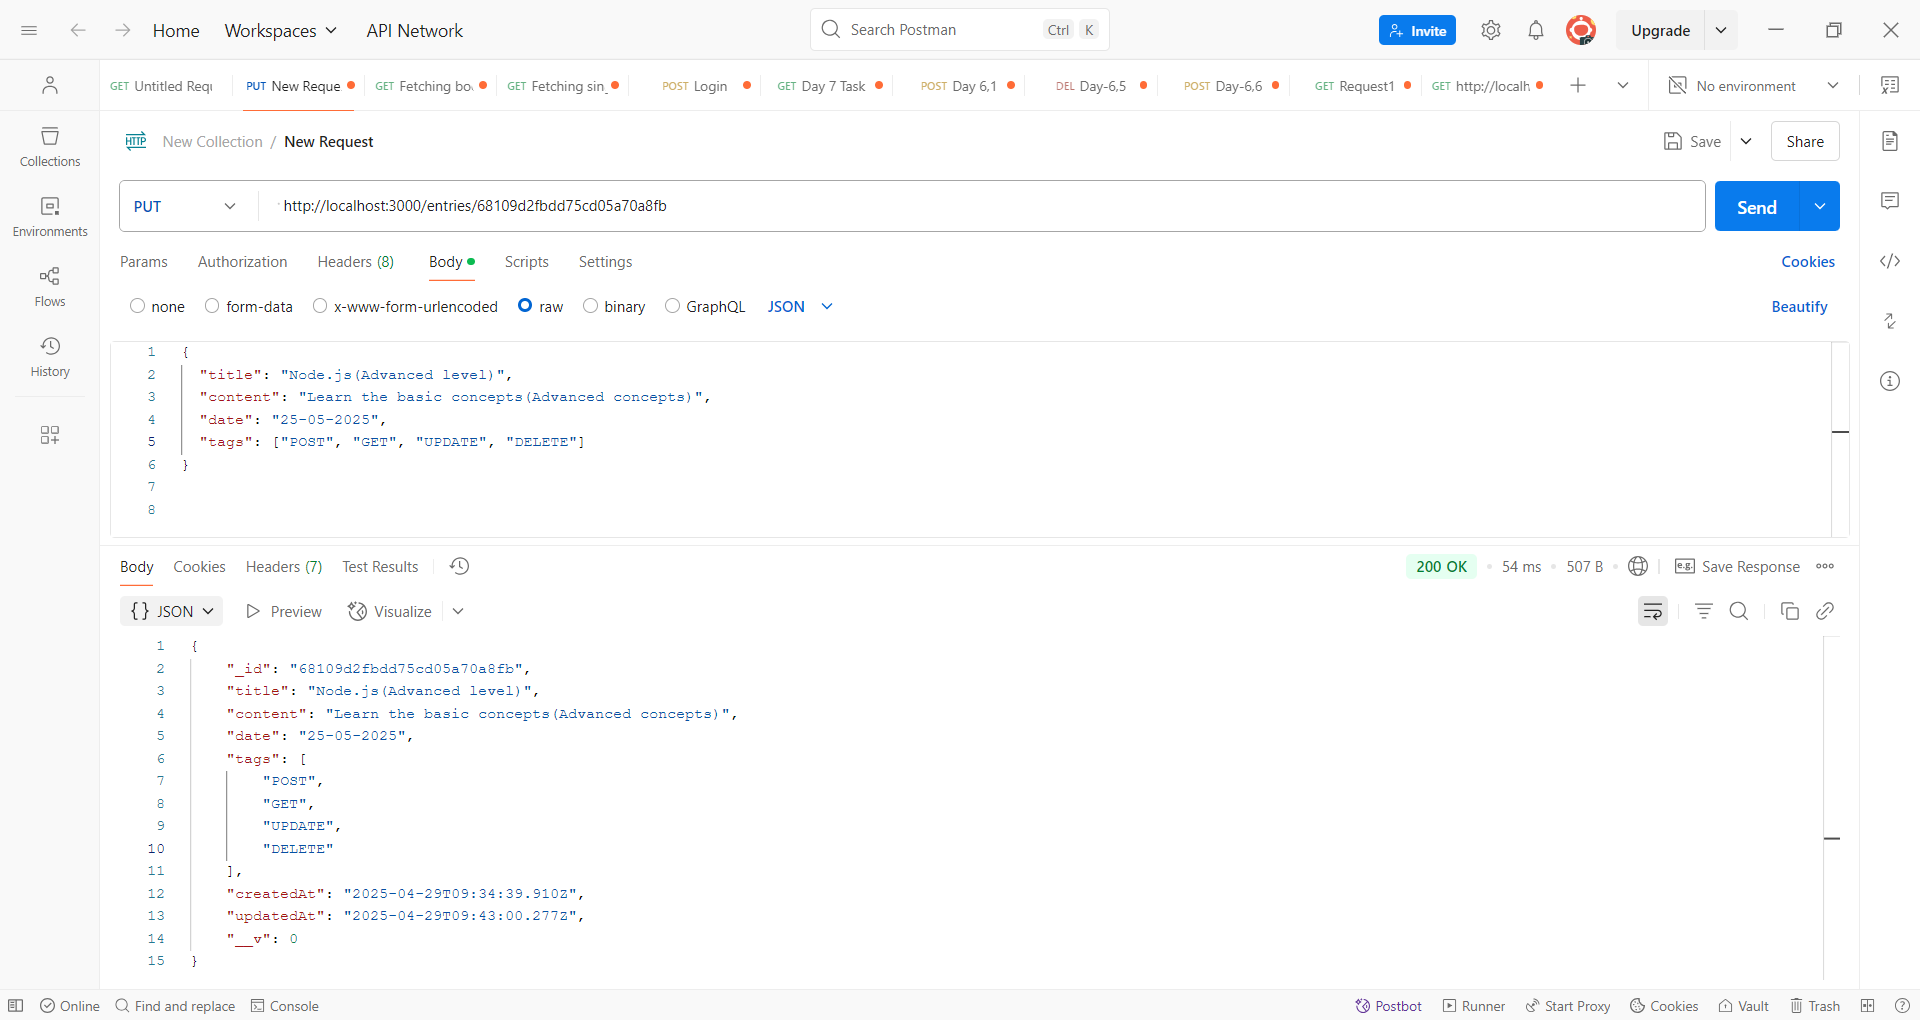 Home Workspaces API Network Search Postman Ctrl K Invite Upgrade
GET Untitled Requ PUT New Reque GET Fetching bo GET Fetching sin POST Login GET Day 7 Task POST Day 6,1 DEL Day-6,5 POST Day-6,6 GET Request1 GET http://localh No environment
HTTP New Collection / New Request Save Share
Collections
Environments
Flows
History
PUT http://localhost:3000/entries/68109d2fbdd75cd05a70a8fb Send
Params Authorization Headers (8) Body Scripts Settings Cookies
none form-data x-www-form-urlencoded raw binary GraphQL JSON Beautify
1 {
2 "title": "Node.js(Advanced level)",
3 "content": "Learn the basic concepts(Advanced concepts)",
4 "date": "25-05-2025",
5 "tags": ["POST", "GET", "UPDATE", "DELETE"]
6 }
7
8
Body Cookies Headers (7) Test Results 200 OK 54 ms 507 B e.g. Save Response
{} JSON Preview Visualize
1 {
2 "_id": "68109d2fbdd75cd05a70a8fb",
3 "title": "Node.js(Advanced level)",
4 "content": "Learn the basic concepts(Advanced concepts)",
5 "date": "25-05-2025",
6 "tags": [
7 "POST",
8 "GET",
9 "UPDATE",
10 "DELETE"
11 ],
12 "createdAt": "2025-04-29T09:34:39.910Z",
13 "updatedAt": "2025-04-29T09:43:00.277Z",
14 "__v": 0
15 }
Online Find and replace Console Postbot Runner Start Proxy Cookies Vault Trash